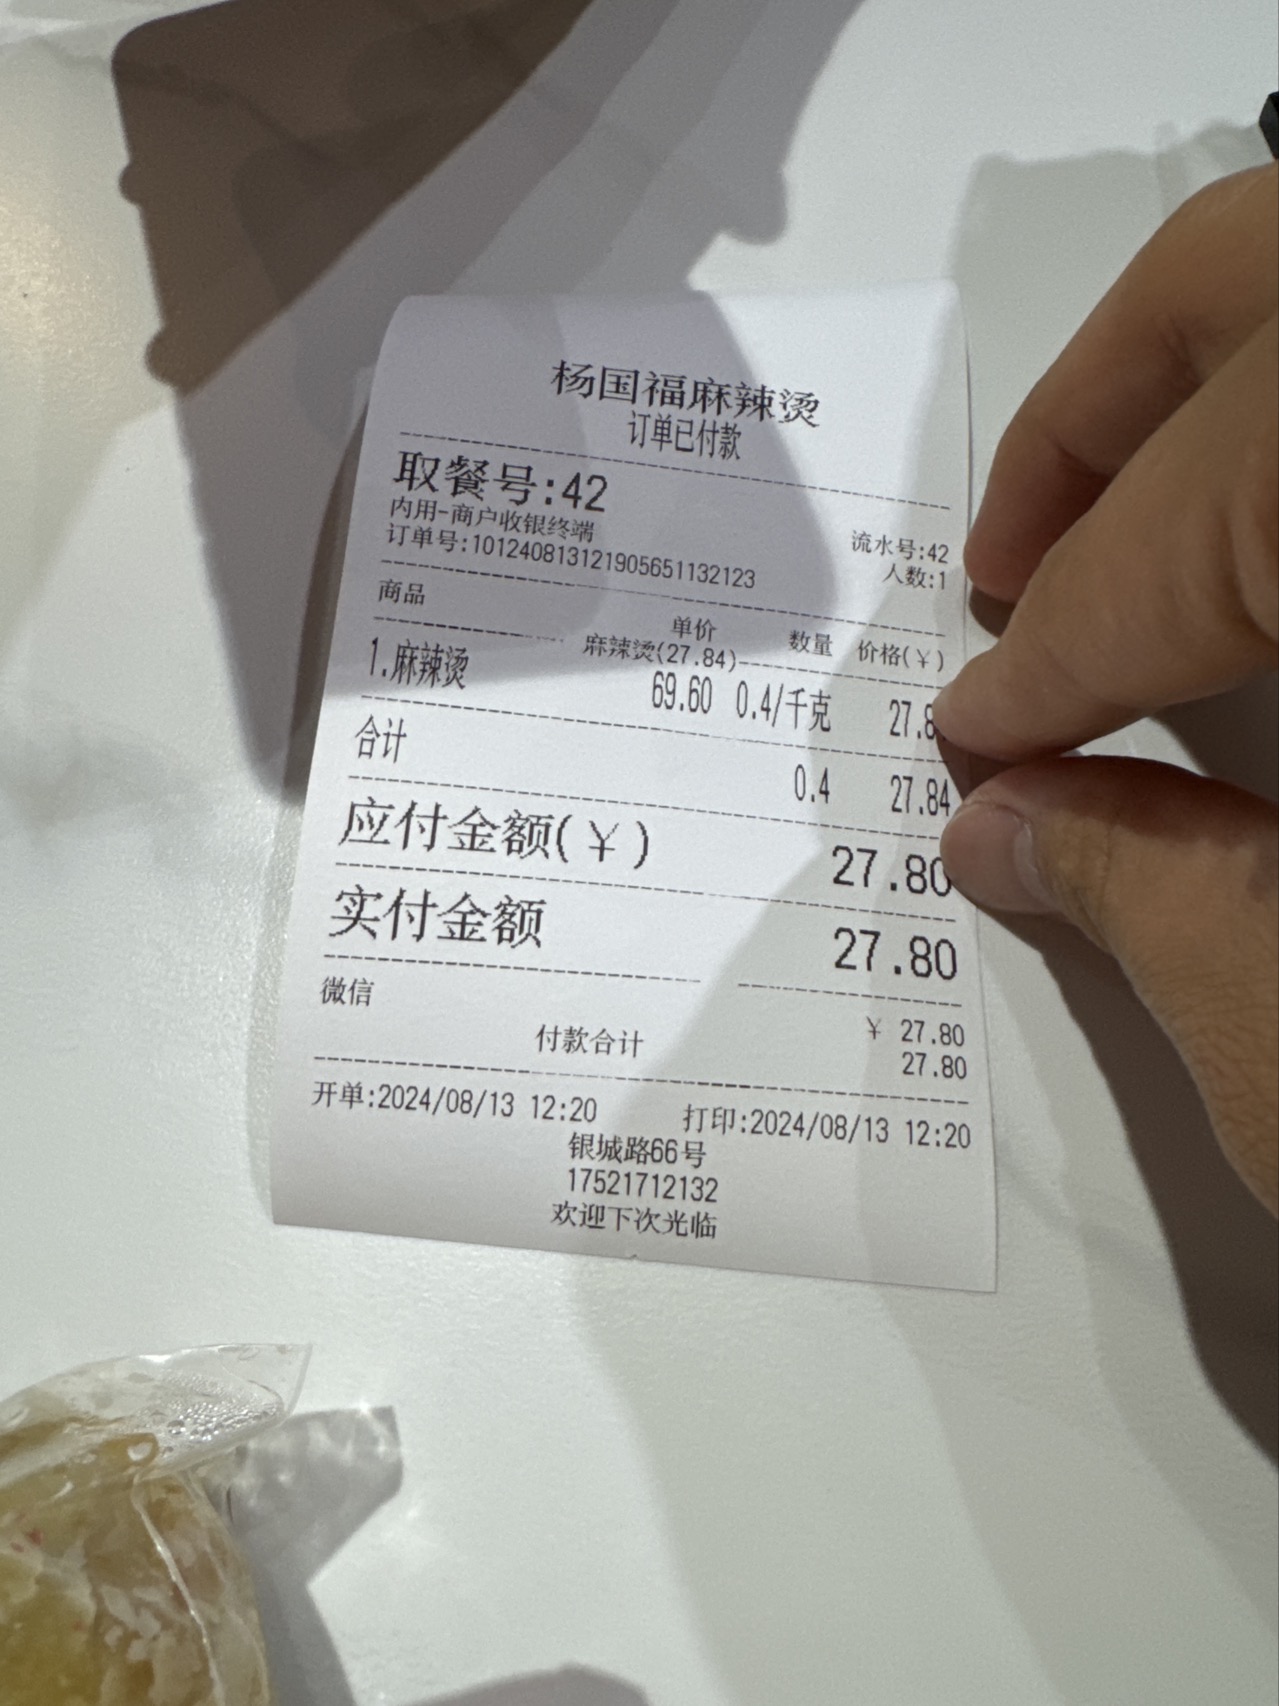 杨国福麻辣烫
订单已付款
取餐号:42
内用-商户收银终端 流水号:42
订单号:10124081312190565113​2123 人数:1
商品 单价 数量 价格(￥)
麻辣烫(27.84)
1.麻辣烫 69.60 0.4/千克 27.8
合计 0.4 27.84
应付金额(￥) 27.80
实付金额 27.80
微信 ￥ 27.80
付款合计 27.80
开单:2024/08/13 12:20 打印:2024/08/13 12:20
银城路66号
17521712132
欢迎下次光临